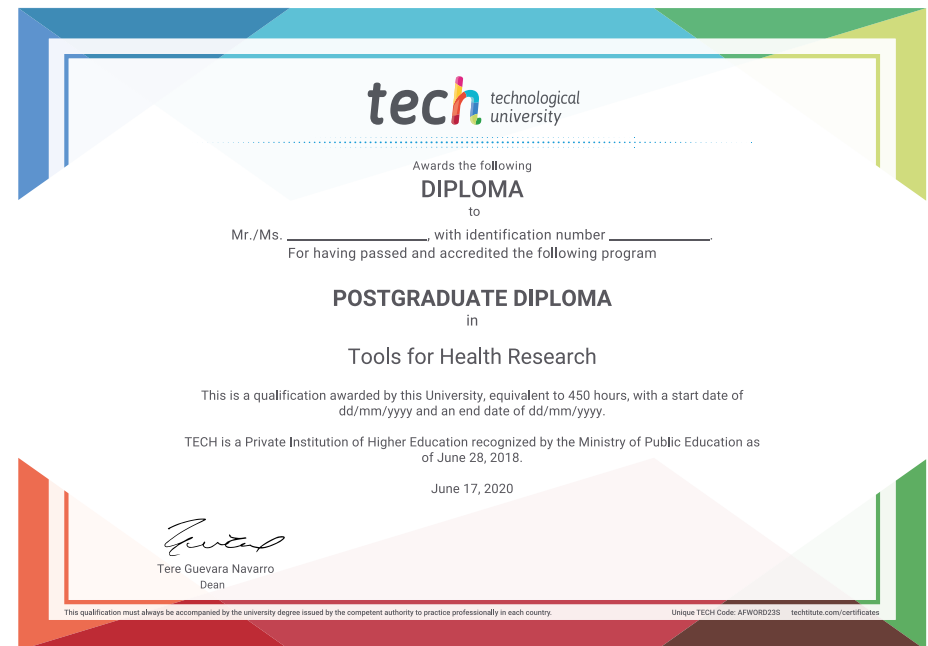 tech technological
university
Awards the following
DIPLOMA
to
Mr./Ms. ____________________, with identification number ______________.
For having passed and accredited the following program
POSTGRADUATE DIPLOMA
in
Tools for Health Research
This is a qualification awarded by this University, equivalent to 450 hours, with a start date of
dd/mm/yyyy and an end date of dd/mm/yyyy.
TECH is a Private Institution of Higher Education recognized by the Ministry of Public Education as
of June 28, 2018.
June 17, 2020
Tere Guevara Navarro
Dean
This qualification must always be accompanied by the university degree issued by the competent authority to practice professionally in each country. Unique TECH Code: AFWORD23S techtitute.com/certificates